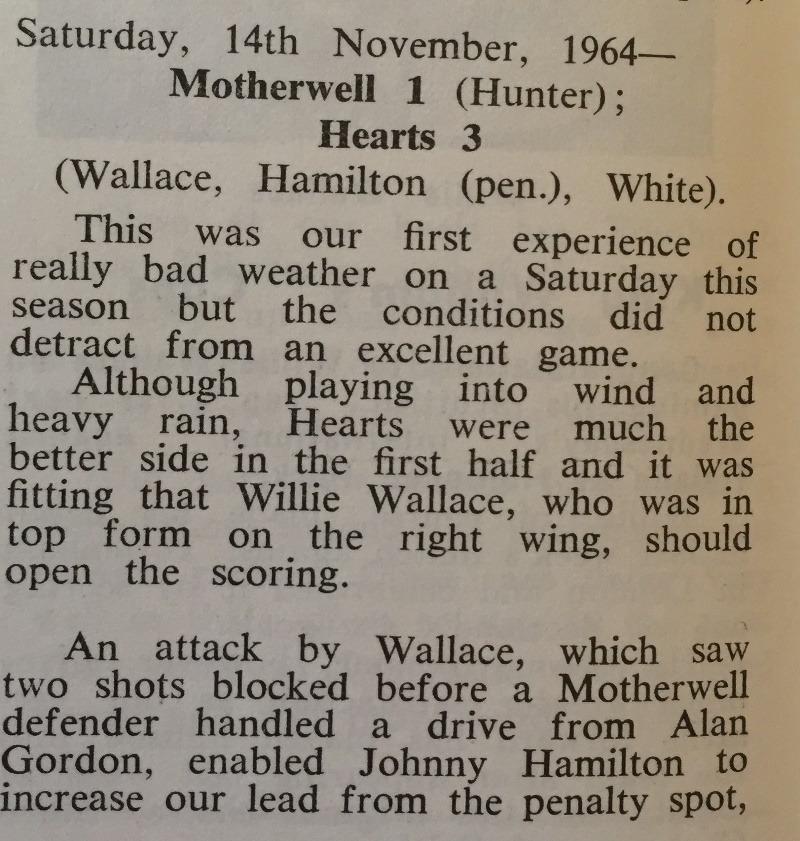 Saturday, 14th November, 1964—
Motherwell 1 (Hunter);
Hearts 3
(Wallace, Hamilton (pen.), White).
This was our first experience of
really bad weather on a Saturday this
season but the conditions did not
detract from an excellent game.
Although playing into wind and
heavy rain, Hearts were much the
better side in the first half and it was
fitting that Willie Wallace, who was in
top form on the right wing, should
open the scoring.
An attack by Wallace, which saw
two shots blocked before a Motherwell
defender handled a drive from Alan
Gordon, enabled Johnny Hamilton to
increase our lead from the penalty spot,